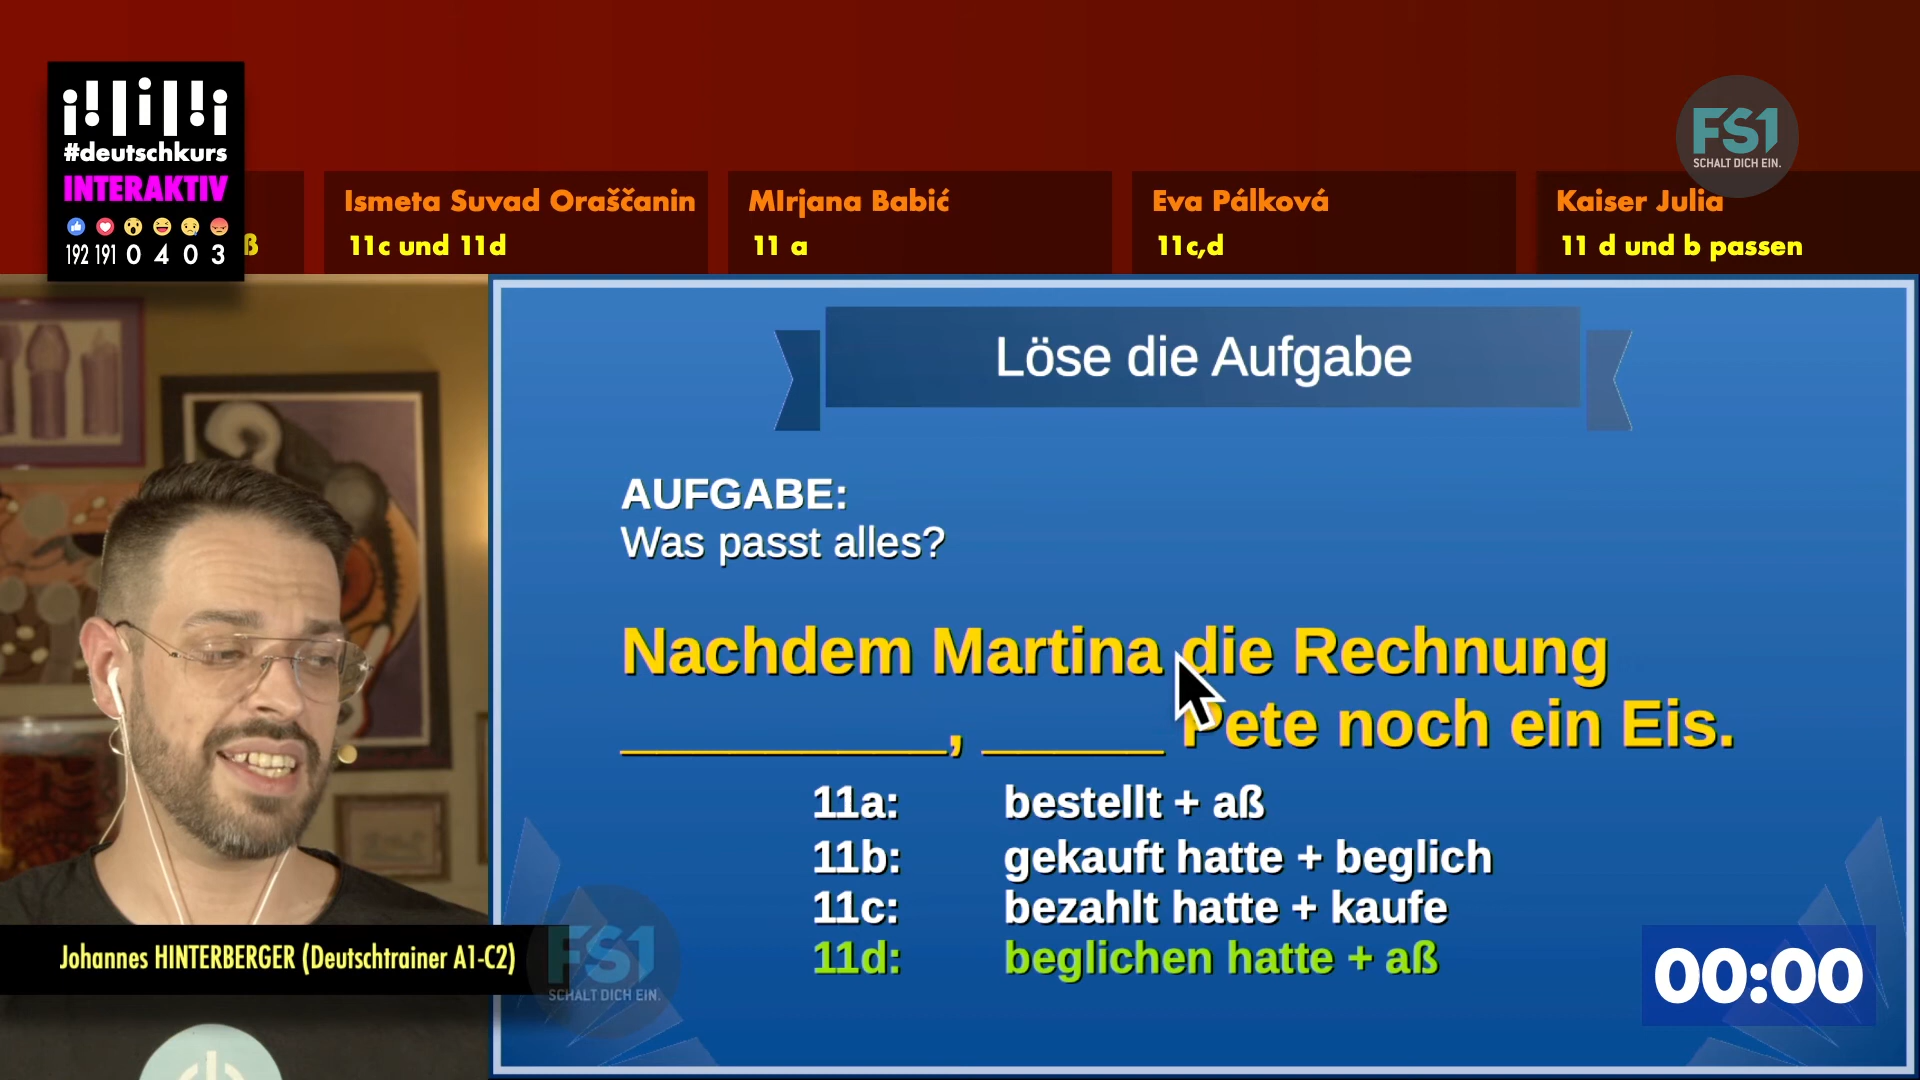 #deutschkurs
INTERAKTIV
192 191 0 4 0 3
ß
Ismeta Suvad Oraščanin
11c und 11d
MIrjana Babić
11 a
Eva Pálková
11c,d
Kaiser Julia
11 d und b passen
FS1
SCHALT DICH EIN.
Löse die Aufgabe
AUFGABE:
Was passt alles?
Nachdem Martina die Rechnung
_________, _____ Pete noch ein Eis.
11a: bestellt + aß
11b: gekauft hatte + beglich
11c: bezahlt hatte + kaufe
11d: beglichen hatte + aß
Johannes HINTERBERGER (Deutschtrainer A1-C2)
FS1
SCHALT DICH EIN.
00:00